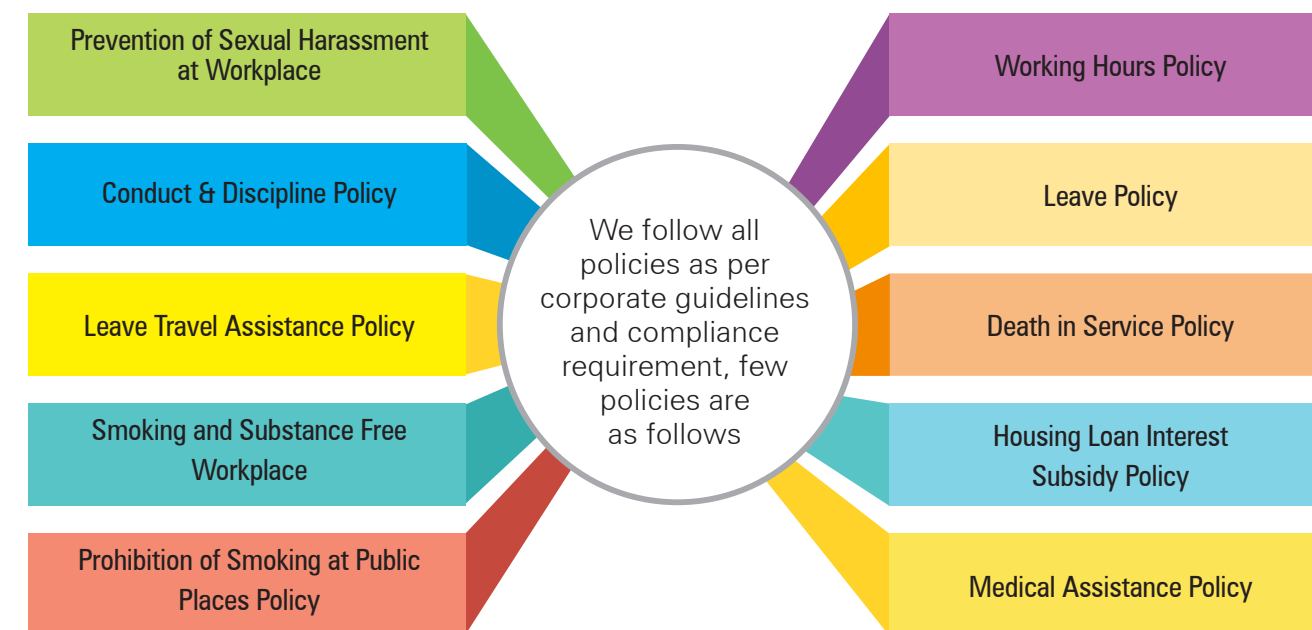 Prevention of Sexual Harassment
at Workplace
Conduct & Discipline Policy
Leave Travel Assistance Policy
Smoking and Substance Free
Workplace
Prohibition of Smoking at Public
Places Policy
We follow all
policies as per
corporate guidelines
and compliance
requirement, few
policies are
as follows
Working Hours Policy
Leave Policy
Death in Service Policy
Housing Loan Interest
Subsidy Policy
Medical Assistance Policy